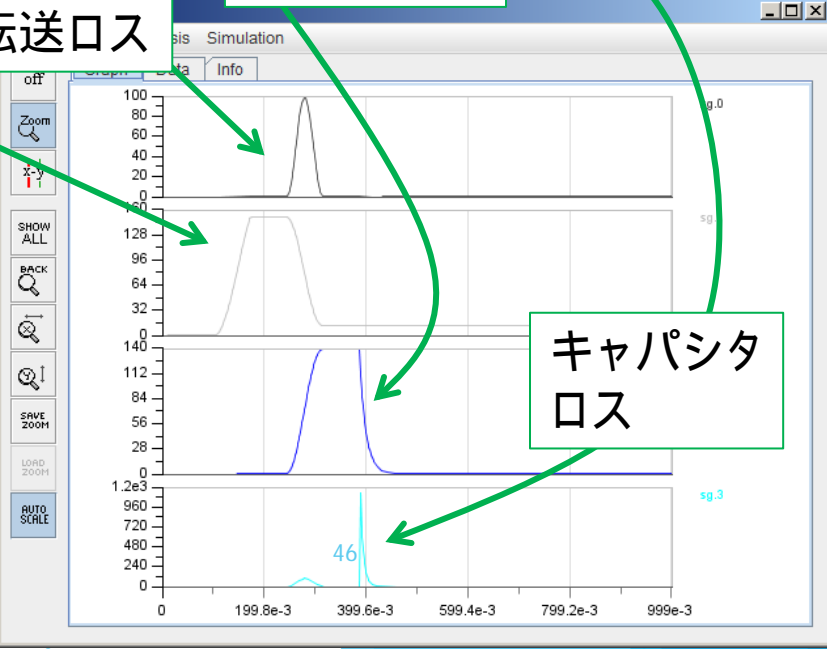 転送ロス
sis Simulation
Graph Data Info
off
Zoom
x-y
SHOW
ALL
BACK
SAVE
ZOOM
LOAD
ZOOM
AUTO
SCALE
100
80
60
40
20
0
g.0
160
128
96
64
32
0
sg.
140
112
84
56
28
0
キャパシタ
ロス
1.2e3
960
720
480
240
0
46
sg.3
0 199.8e-3 399.6e-3 599.4e-3 799.2e-3 999e-3